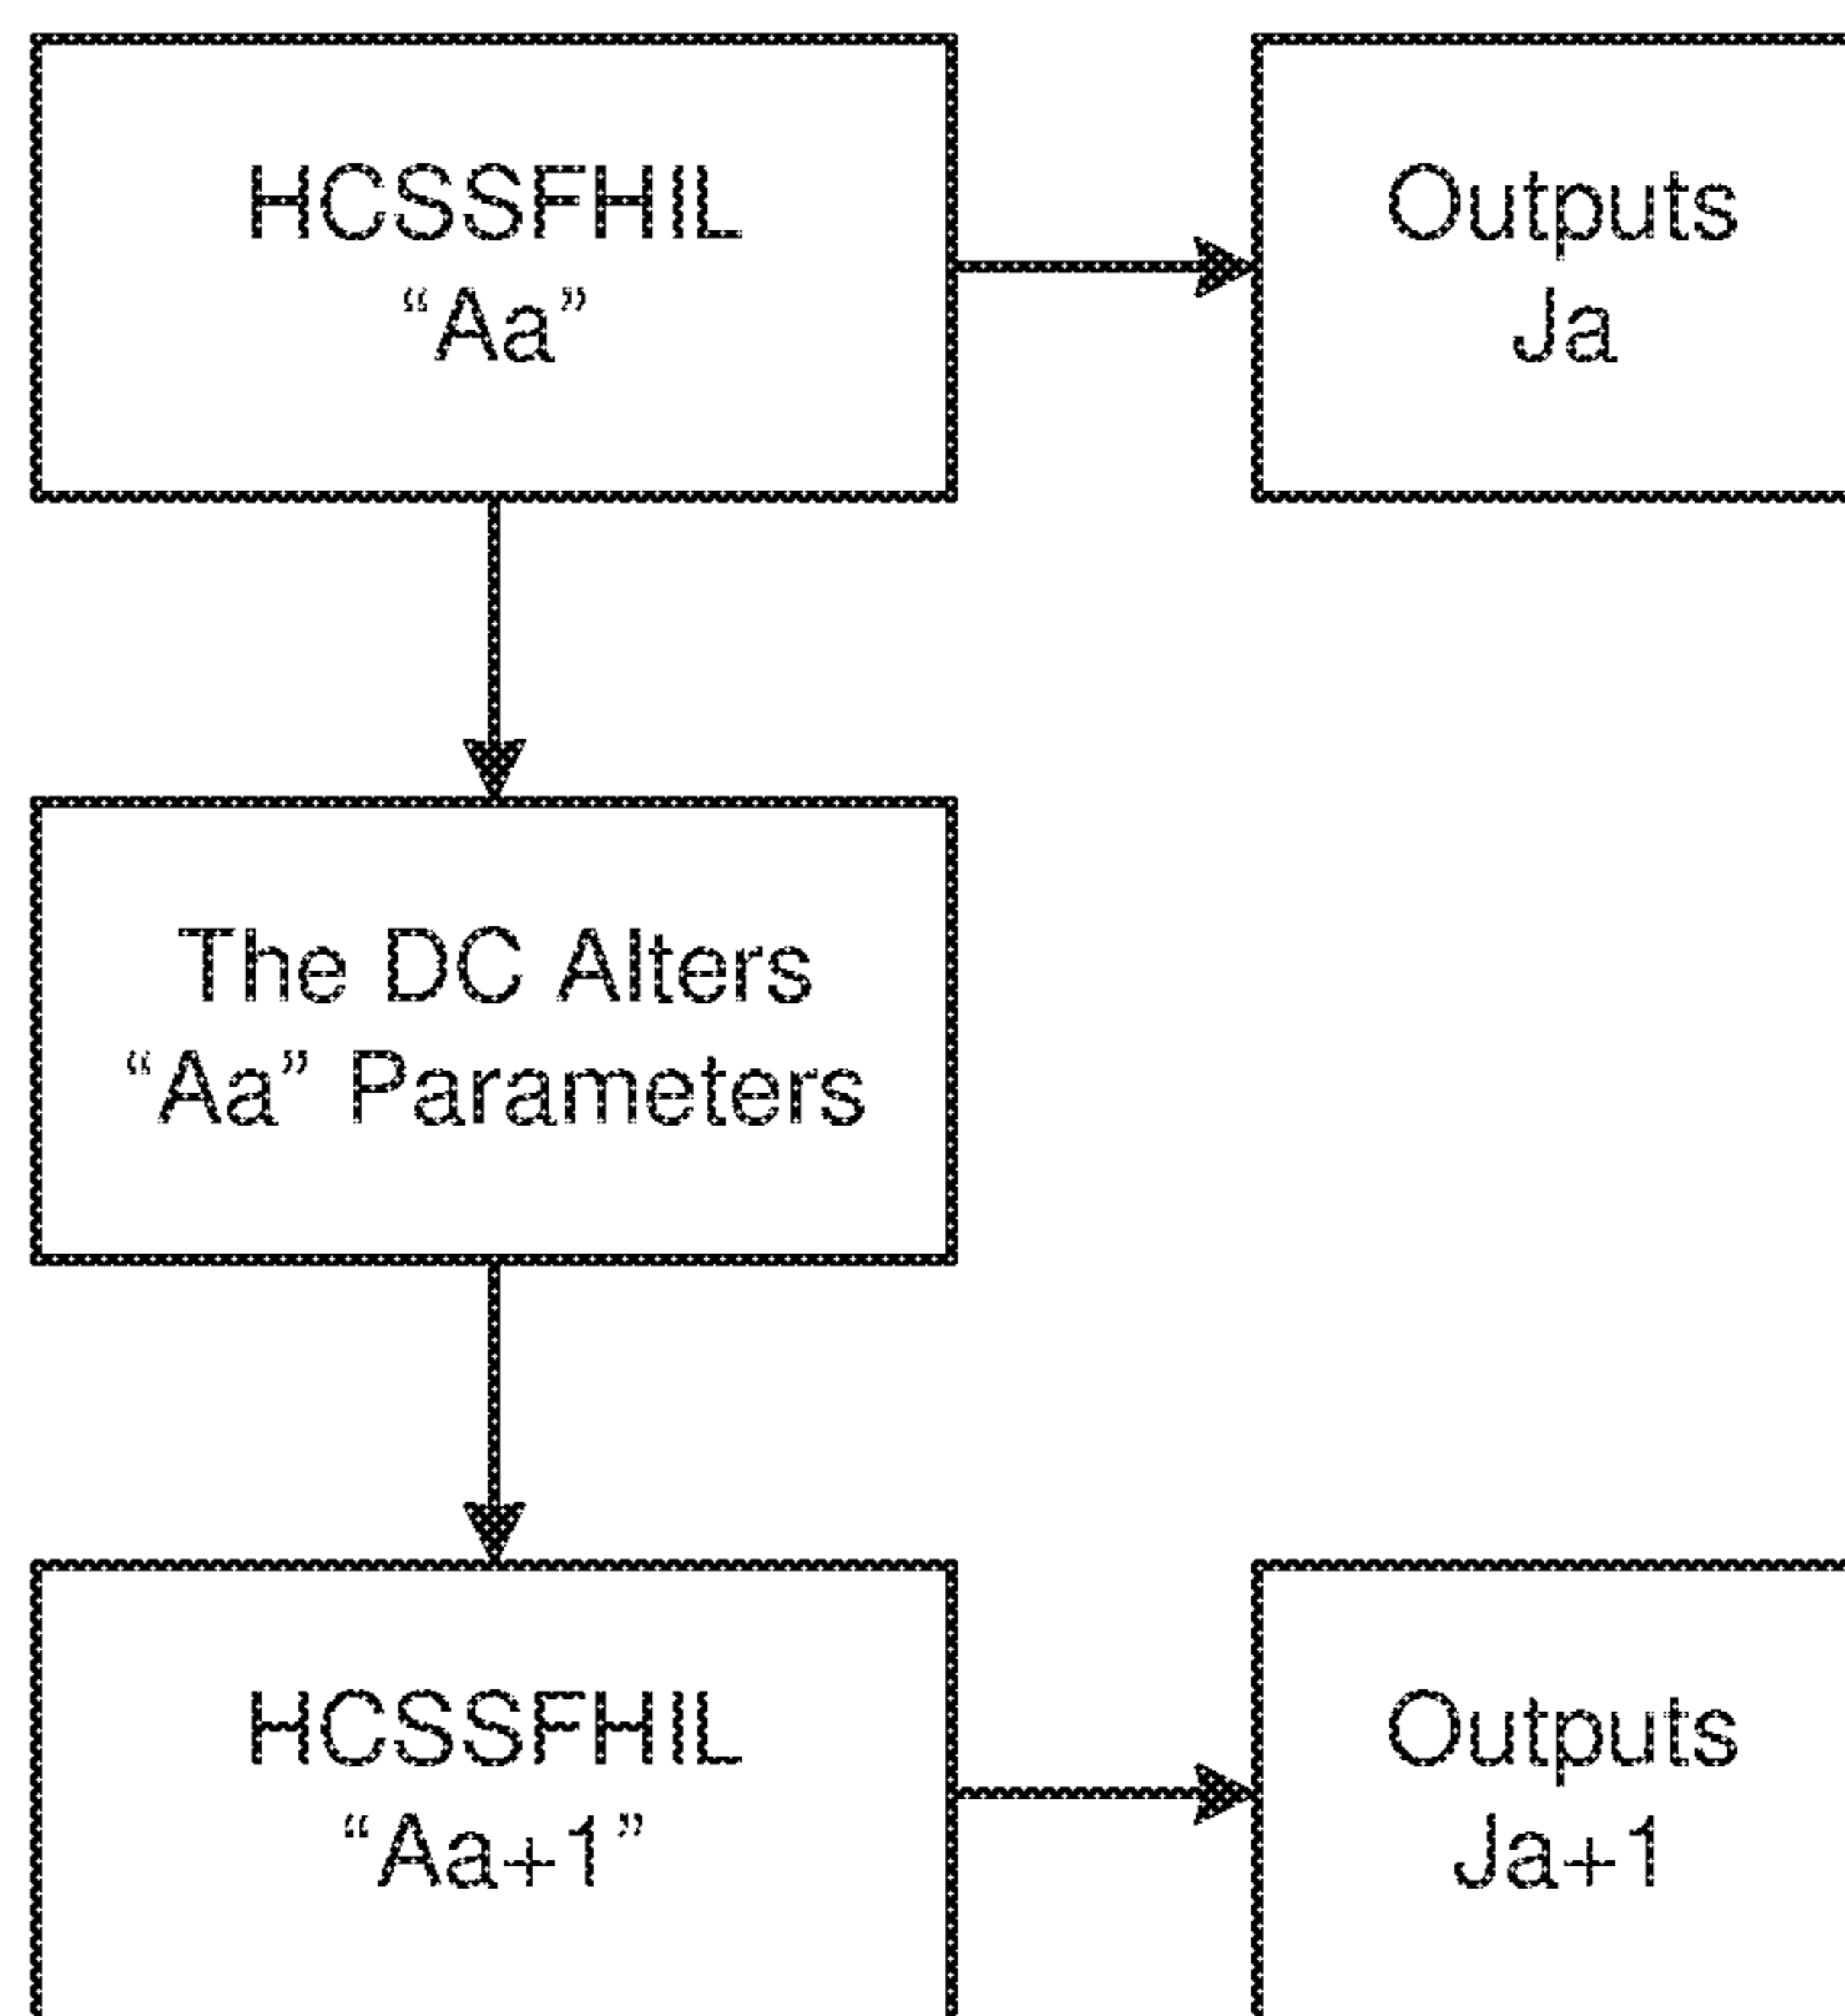 HCSSFHIL
“Aa”
Outputs
Ja
The DC Alters
“Aa” Parameters
HCSSFHIL
“Aa+1”
Outputs
Ja+1